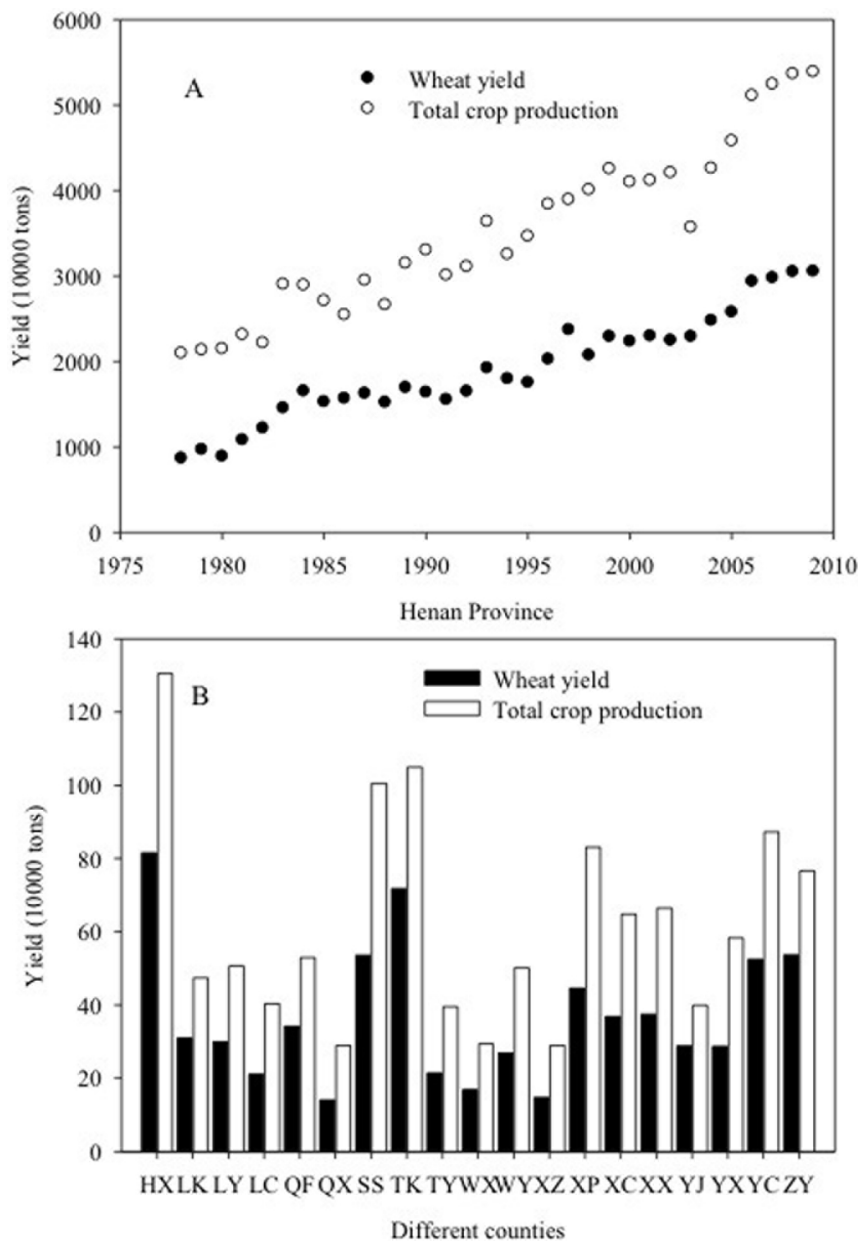 6000
A
Wheat yield
Total crop production
5000
4000
3000
2000
1000
0
Yield (10000 tons)
1975 1980 1985 1990 1995 2000 2005 2010
Henan Province
140
B
Wheat yield
Total crop production
120
100
80
60
40
20
0
Yield (10000 tons)
HX LK LY LC QF QX SS TK TY WX WY XZ XP XC XX YJ YX YC ZY
Different counties